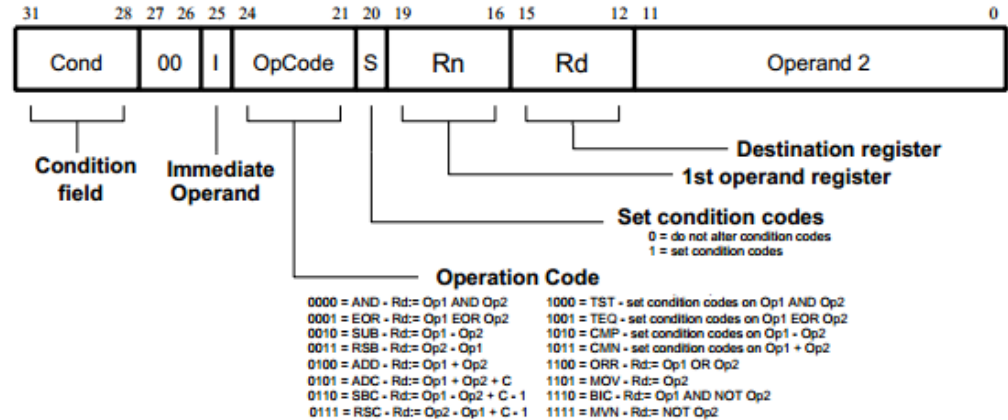 31 28 27 26 25 24 21 20 19 16 15 12 11 0
Cond 00 I OpCode S Rn Rd Operand 2
Condition field
Immediate Operand
Destination register
1st operand register
Set condition codes
0 = do not alter condition codes
1 = set condition codes
Operation Code
0000 = AND - Rd:= Op1 AND Op2
0001 = EOR - Rd:= Op1 EOR Op2
0010 = SUB - Rd:= Op1 - Op2
0011 = RSB - Rd:= Op2 - Op1
0100 = ADD - Rd:= Op1 + Op2
0101 = ADC - Rd:= Op1 + Op2 + C
0110 = SBC - Rd:= Op1 - Op2 + C - 1
0111 = RSC - Rd:= Op2 - Op1 + C - 1
1000 = TST - set condition codes on Op1 AND Op2
1001 = TEQ - set condition codes on Op1 EOR Op2
1010 = CMP - set condition codes on Op1 - Op2
1011 = CMN - set condition codes on Op1 + Op2
1100 = ORR - Rd:= Op1 OR Op2
1101 = MOV - Rd:= Op2
1110 = BIC - Rd:= Op1 AND NOT Op2
1111 = MVN - Rd:= NOT Op2